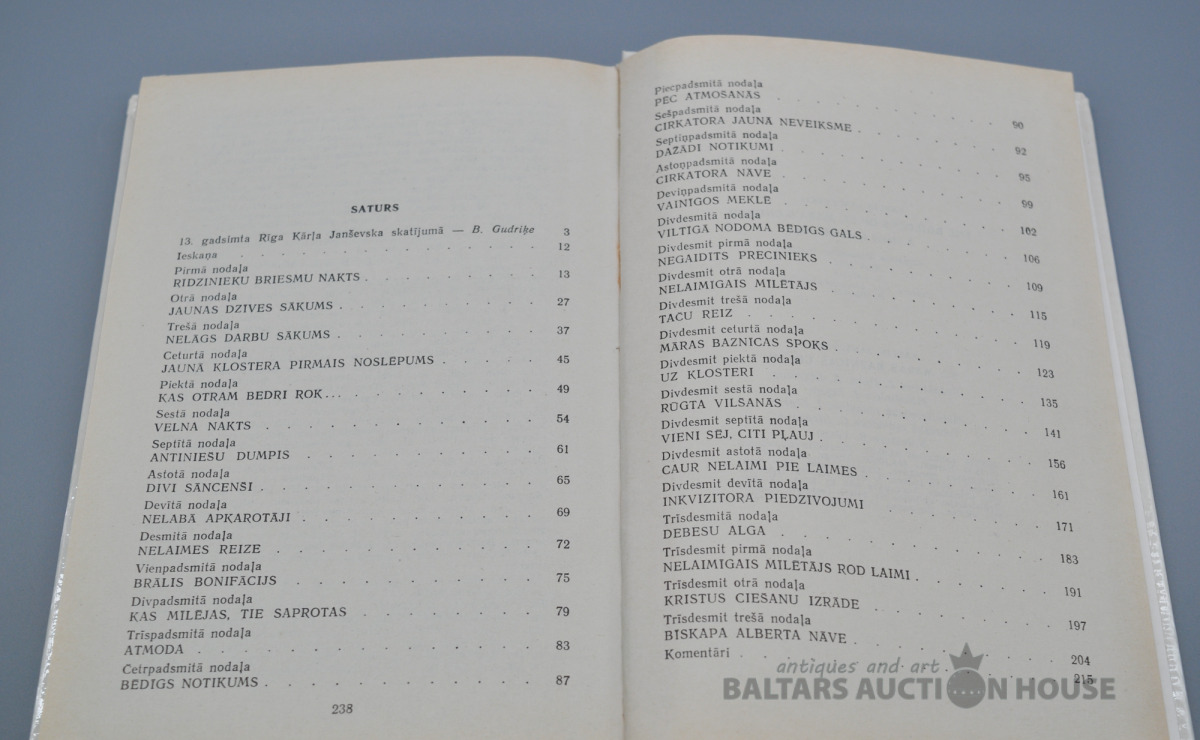 SATURS
13. gadsimta Rīga Kārļa Janševska skatījumā — B. Gudriķe 3
Ieskaņa . . . . . . . . . . . . 12
Pirmā nodaļa
RĪDZINIEKU BRIESMU NAKTS . . . . . . . . 13
Otrā nodaļa
JAUNAS DZĪVES SĀKUMS . . . . . . . . . 27
Trešā nodaļa
NELĀGS DARBU SĀKUMS . . . . . . . . . 37
Ceturtā nodaļa
JAUNĀ KLOSTERA PIRMAIS NOSLĒPUMS . . . . . 45
Piektā nodaļa
KAS OTRAM BEDRI ROK... . . . . . . . . 49
Sestā nodaļa
VELNA NAKTS . . . . . . . . . . . 54
Septītā nodaļa
ANTIŅIEŠU DUMPIS . . . . . . . . . . 61
Astotā nodaļa
DIVI SĀNCENŠI . . . . . . . . . . . 65
Devītā nodaļa
NELABĀ APKAROTĀJI . . . . . . . . . . 69
Desmitā nodaļa
NELAIMES REIZE . . . . . . . . . . . 72
Vienpadsmitā nodaļa
BRĀLIS BONIFĀCIJS . . . . . . . . . . 75
Divpadsmitā nodaļa
KAS MĪLĒJAS, TIE SAPROTAS . . . . . . . . 79
Trīspadsmitā nodaļa
ATMODA . . . . . . . . . . . . . 83
Četrpadsmitā nodaļa
BĒDĪGS NOTIKUMS . . . . . . . . . . . 87
238
Piecpadsmitā nodaļa
PĒC ATMOŠANĀS . . . . . . . . . . 90
Sešpadsmitā nodaļa
CIRKATORA JAUNĀ NEVEIKSME . . . . . . . 92
Septiņpadsmitā nodaļa
DAŽĀDI NOTIKUMI . . . . . . . . . . 95
Astoņpadsmitā nodaļa
CIRKATORA NĀVE . . . . . . . . . . 99
Deviņpadsmitā nodaļa
VAINĪGOS MEKLĒ . . . . . . . . . . 102
Divdesmitā nodaļa
VILTĪGĀ NODOMA BĒDĪGS GALS . . . . . . . 106
Divdesmit pirmā nodaļa
NEGAIDĪTS PRECINIEKS . . . . . . . . 109
Divdesmit otrā nodaļa
NELAIMĪGAIS MĪLĒTĀJS . . . . . . . . 115
Divdesmit trešā nodaļa
TAČU REIZ . . . . . . . . . . . 119
Divdesmit ceturtā nodaļa
MĀRAS BAZNĪCAS SPOKS . . . . . . . . 123
Divdesmit piektā nodaļa
UZ KLOSTERI . . . . . . . . . . 135
Divdesmit sestā nodaļa
RŪGTA VILŠANĀS . . . . . . . . . . 141
Divdesmit septītā nodaļa
VIENI SĒJ, CITI PĻAUJ . . . . . . . . 156
Divdesmit astotā nodaļa
CAUR NELAIMI PIE LAIMES . . . . . . . 161
Divdesmit devītā nodaļa
INKVIZITORA PIEDZĪVOJUMI . . . . . . . 171
Trīsdesmitā nodaļa
DEBESU ALGA . . . . . . . . . . 183
Trīsdesmit pirmā nodaļa
NELAIMĪGAIS MĪLĒTĀJS ROD LAIMI . . . . . . 191
Trīsdesmit otrā nodaļa
KRISTUS CIEŠANU IZRĀDE . . . . . . . . 197
Trīsdesmit trešā nodaļa
BĪSKAPA ALBERTA NĀVE . . . . . . . . 204
Komentāri . . . . . . . . . . . 215
antiques and art
BALTARS AUCTION HOUSE